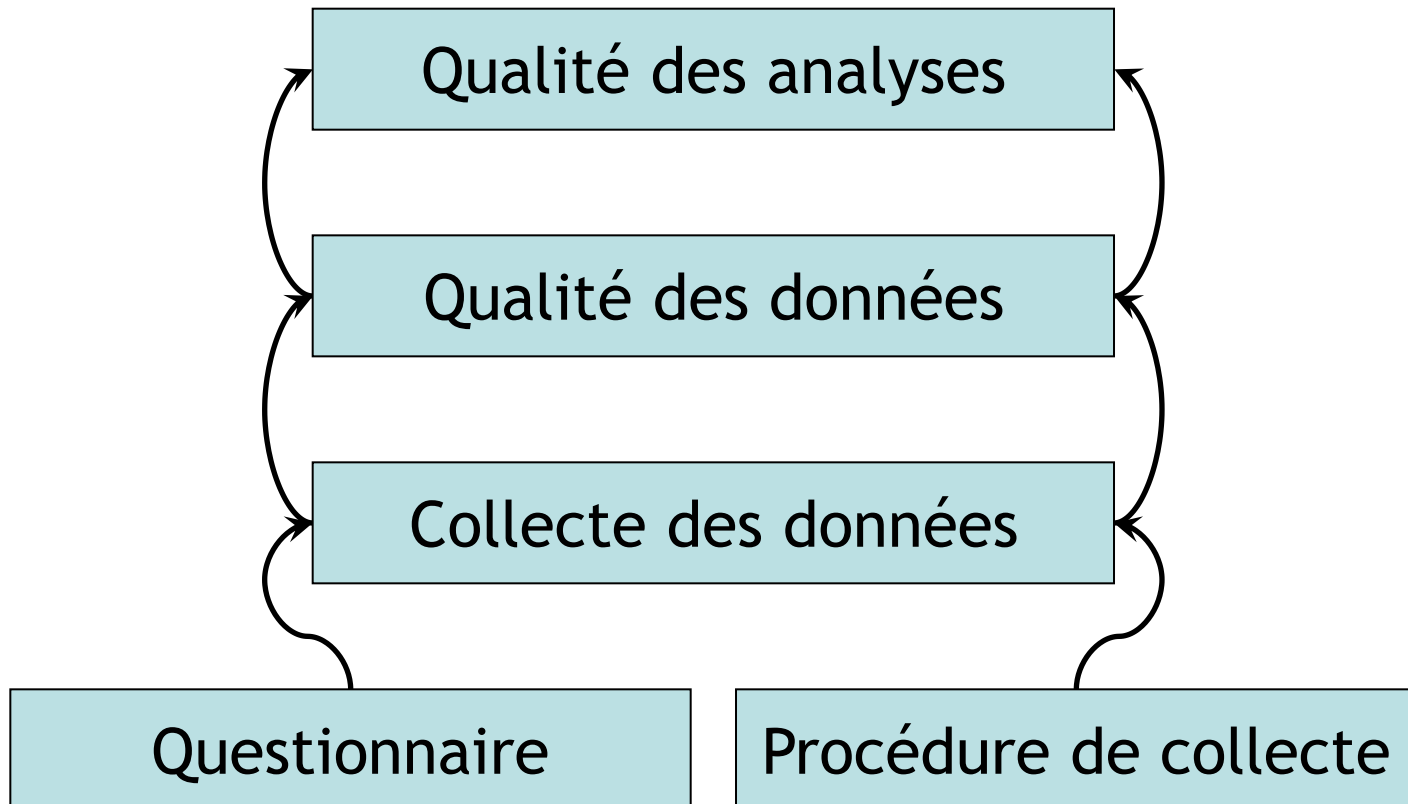 Qualité des analyses
Qualité des données
Collecte des données
Questionnaire
Procédure de collecte